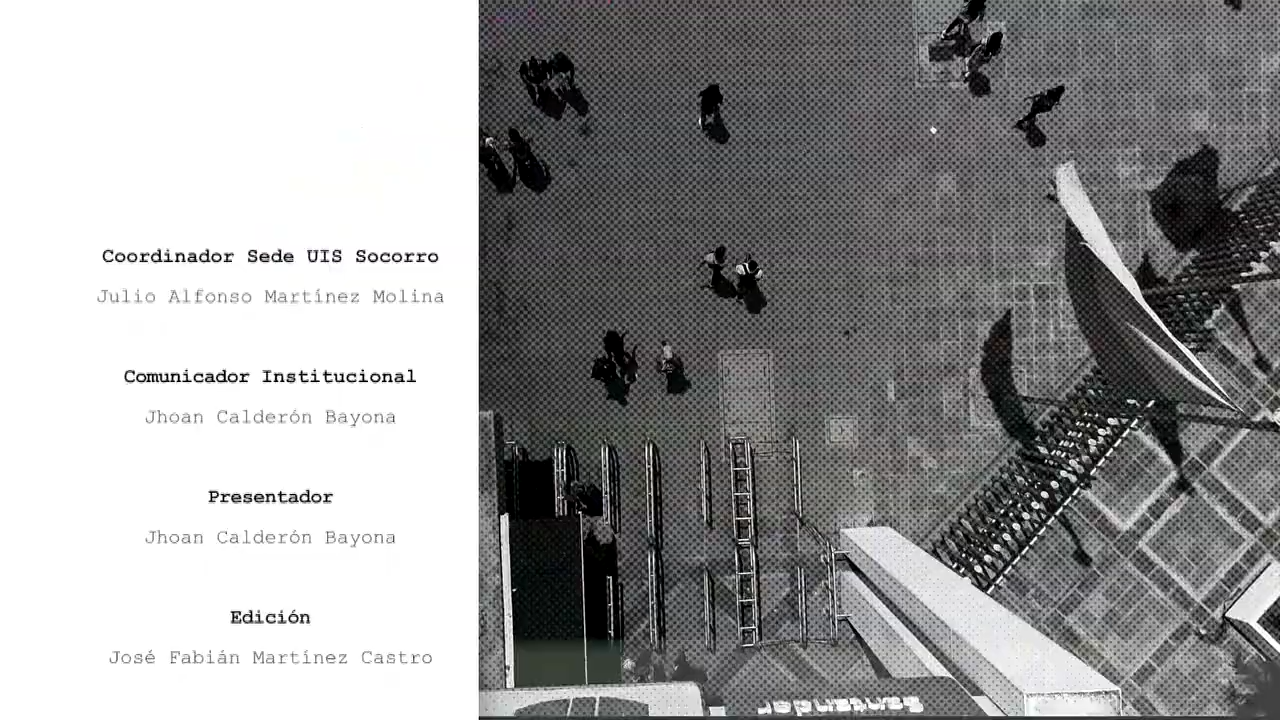 Coordinador Sede UIS Socorro
Julio Alfonso Martínez Molina
Comunicador Institucional
Jhoan Calderón Bayona
Presentador
Jhoan Calderón Bayona
Edición
José Fabián Martínez Castro
Santander